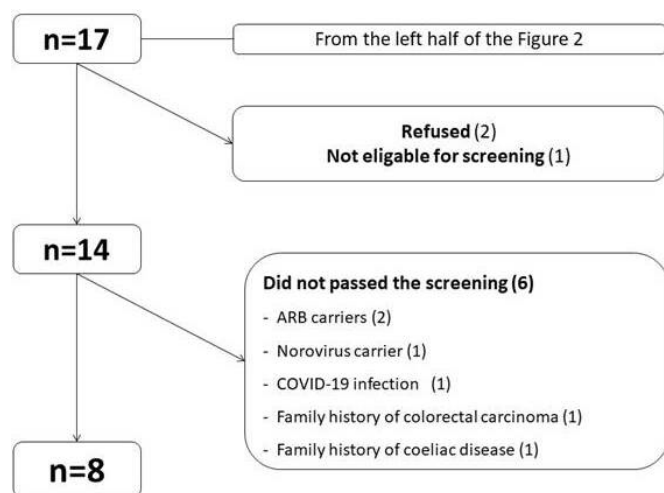 n=17
From the left half of the Figure 2
Refused (2)
Not eligable for screening (1)
n=14
Did not passed the screening (6)
- ARB carriers (2)
- Norovirus carrier (1)
- COVID-19 infection (1)
- Family history of colorectal carcinoma (1)
- Family history of coeliac disease (1)
n=8